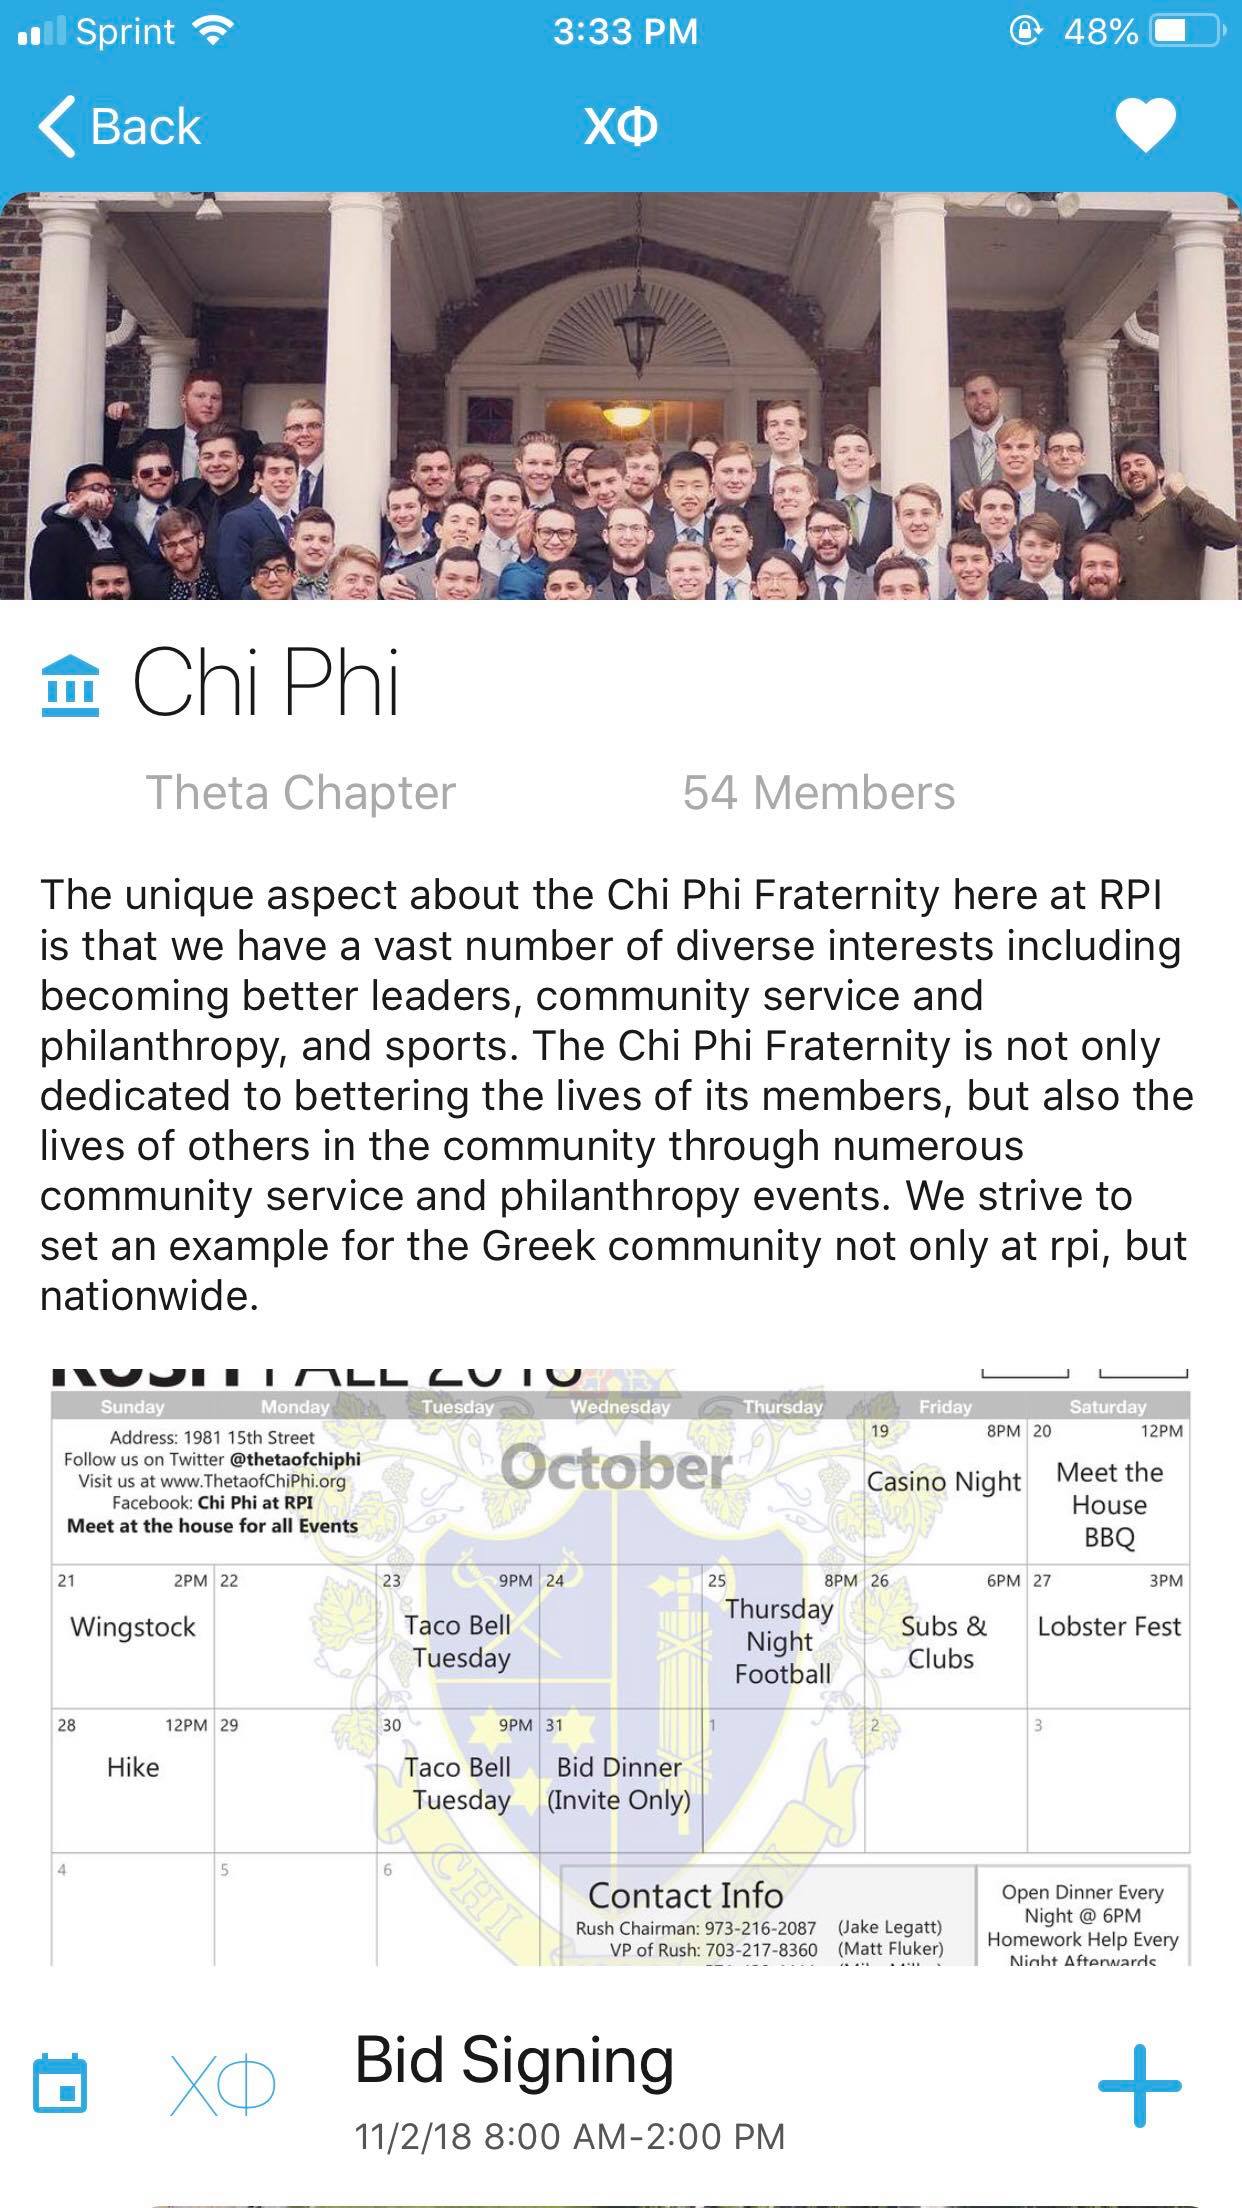 Sprint 3:33 PM 48%
Back ΧΦ
Chi Phi
Theta Chapter 54 Members
The unique aspect about the Chi Phi Fraternity here at RPI
is that we have a vast number of diverse interests including
becoming better leaders, community service and
philanthropy, and sports. The Chi Phi Fraternity is not only
dedicated to bettering the lives of its members, but also the
lives of others in the community through numerous
community service and philanthropy events. We strive to
set an example for the Greek community not only at rpi, but
nationwide.
RUSH FALL 2018
Sunday Monday Tuesday Wednesday Thursday Friday Saturday
Address: 1981 15th Street
Follow us on Twitter @thetaofchiphi
Visit us at www.ThetaofChiPhi.org
Facebook: Chi Phi at RPI
Meet at the house for all Events
October
19 8PM
Casino Night
20 12PM
Meet the
House
BBQ
21 2PM
Wingstock
22
23 9PM
Taco Bell
Tuesday
24
25 8PM
Thursday
Night
Football
26 6PM
Subs &
Clubs
27 3PM
Lobster Fest
28 12PM
Hike
29
30 9PM
Taco Bell
Tuesday
31
Bid Dinner
(Invite Only)
1
2
3
4
5
6
CHI
Contact Info
Rush Chairman: 973-216-2087 (Jake Legatt)
VP of Rush: 703-217-8360 (Matt Fluker)
Open Dinner Every
Night @ 6PM
Homework Help Every
Night Afterwards
ΧΦ
Bid Signing
11/2/18 8:00 AM-2:00 PM